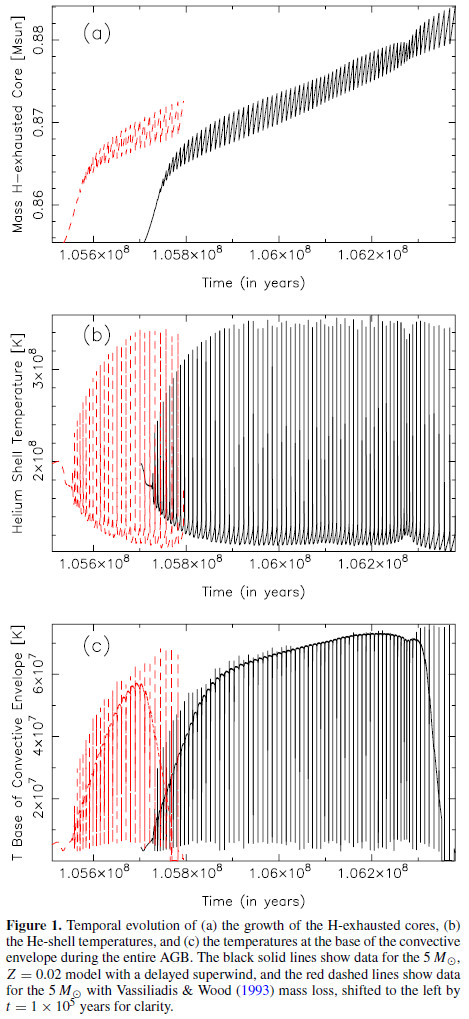 (a)
Mass H-exhausted Core [Msun]
0.88
0.87
0.86
1.056×10⁸ 1.058×10⁸ 1.06×10⁸ 1.062×10⁸
Time (in years)
(b)
Helium Shell Temperature [K]
3×10⁸
2×10⁸
1.056×10⁸ 1.058×10⁸ 1.06×10⁸ 1.062×10⁸
Time (in years)
(c)
T Base of Convective Envelope [K]
6×10⁷
4×10⁷
2×10⁷
1.056×10⁸ 1.058×10⁸ 1.06×10⁸ 1.062×10⁸
Time (in years)
Figure 1. Temporal evolution of (a) the growth of the H-exhausted cores, (b)
the He-shell temperatures, and (c) the temperatures at the base of the convective
envelope during the entire AGB. The black solid lines show data for the 5 M⊙,
Z = 0.02 model with a delayed superwind, and the red dashed lines show data
for the 5 M⊙ with Vassiliadis & Wood (1993) mass loss, shifted to the left by
t = 1 × 10⁵ years for clarity.